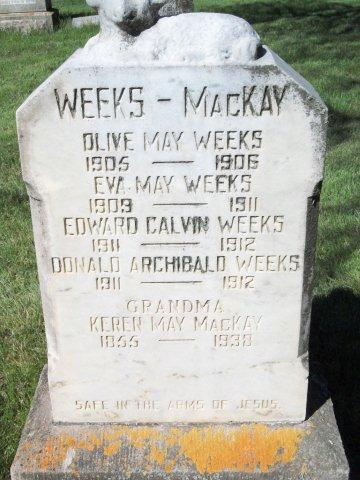 WEEKS - MacKAY
OLIVE MAY WEEKS
1905 — 1906
EVA MAY WEEKS
1909 — 1911
EDWARD CALVIN WEEKS
1911 — 1912
DONALD ARCHIBALD WEEKS
1911 — 1912
GRANDMA
KEREN MAY MacKAY
1866 — 1938
SAFE IN THE ARMS OF JESUS.